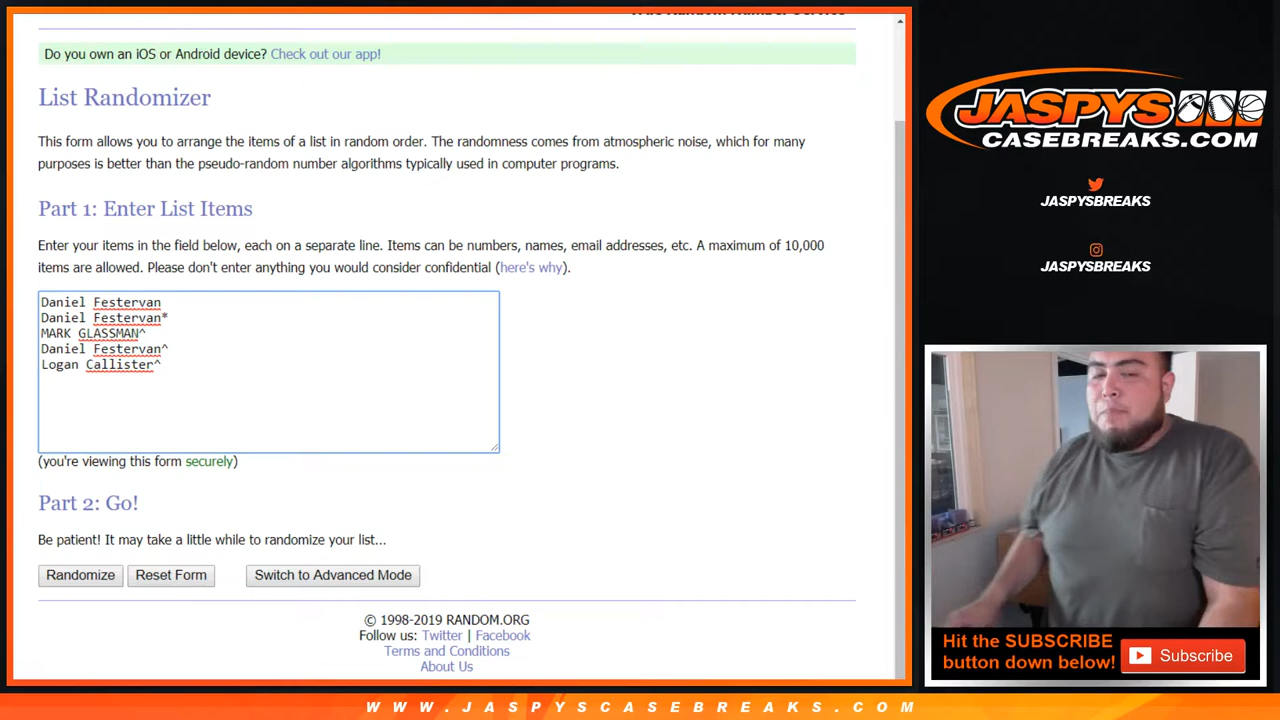 Do you own an iOS or Android device? Check out our app!
List Randomizer
This form allows you to arrange the items of a list in random order. The randomness comes from atmospheric noise, which for many
purposes is better than the pseudo-random number algorithms typically used in computer programs.
Part 1: Enter List Items
Enter your items in the field below, each on a separate line. Items can be numbers, names, email addresses, etc. A maximum of 10,000
items are allowed. Please don't enter anything you would consider confidential (here's why).
Daniel Festervan
Daniel Festervan*
MARK GLASSMAN^
Daniel Festervan^
Logan Callister^
(you're viewing this form securely)
Part 2: Go!
Be patient! It may take a little while to randomize your list...
Randomize Reset Form Switch to Advanced Mode
© 1998-2019 RANDOM.ORG
Follow us: Twitter | Facebook
Terms and Conditions
About Us
JASPYS
CASEBREAKS.COM
JASPYSBREAKS
JASPYSBREAKS
Hit the SUBSCRIBE
button down below!
Subscribe
WWW.JASPYSCASEBREAKS.COM